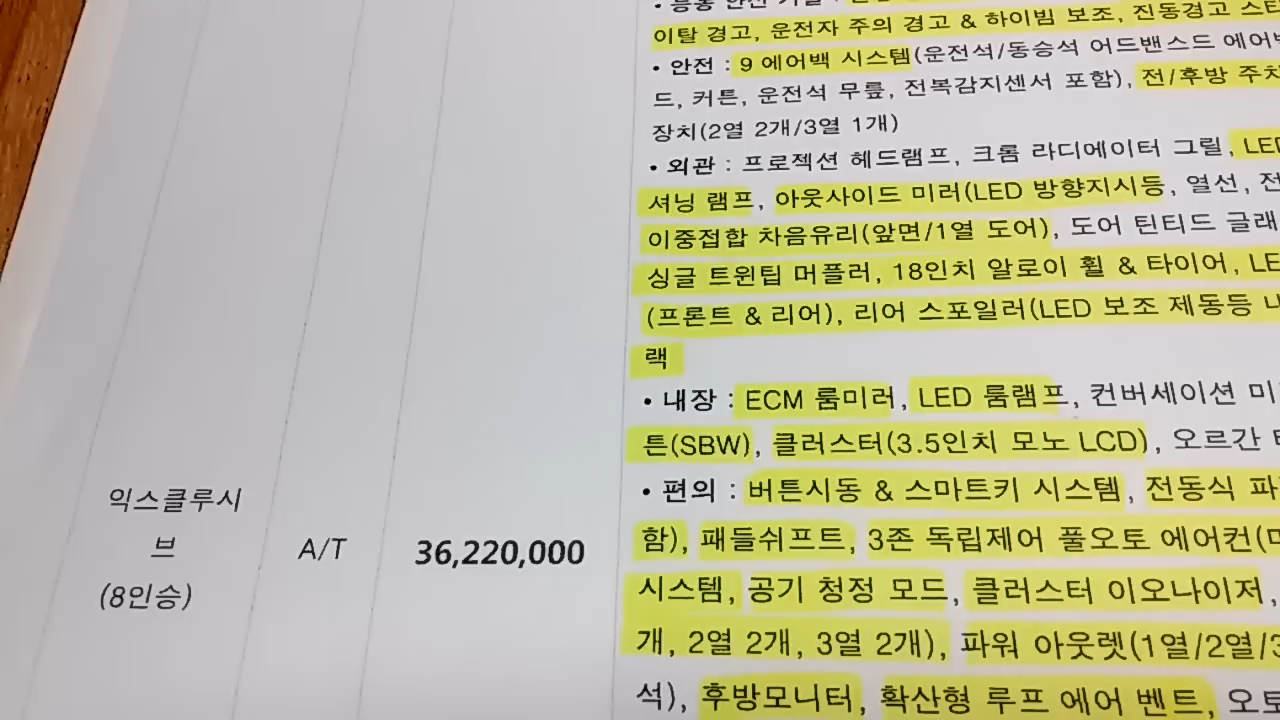 이탈 경고, 운전자 주의 경고 & 하이빔 보조, 진동경고
• 안전 : 9 에어백 시스템(운전석/동승석 어드밴스드
드, 커튼, 운전석 무릎, 전복감지센서 포함), 전/후방
장치(2열 2개/3열 1개)
• 외관 : 프로젝션 헤드램프, 크롬 라디에이터 그릴, LED
셔닝 램프, 아웃사이드 미러(LED 방향지시등, 열선,
이중접합 차음유리(앞면/1열 도어), 도어 틴티드
싱글 트윈팁 머플러, 18인치 알로이 휠 & 타이어,
(프론트 & 리어), 리어 스포일러(LED 보조 제동등
랙
• 내장 : ECM 룸미러, LED 룸램프, 컨버세이션
튼(SBW), 클러스터(3.5인치 모노 LCD), 오르간
• 편의 : 버튼시동 & 스마트키 시스템, 전동식
함), 패들쉬프트, 3존 독립제어 풀오토 에어컨(
시스템, 공기 청정 모드, 클러스터 이오나이저,
개, 2열 2개, 3열 2개), 파워 아웃렛(1열/2열/3
석), 후방모니터, 확산형 루프 에어 벤트,
익스클루시
브
(8인승)
A/T
36,220,000